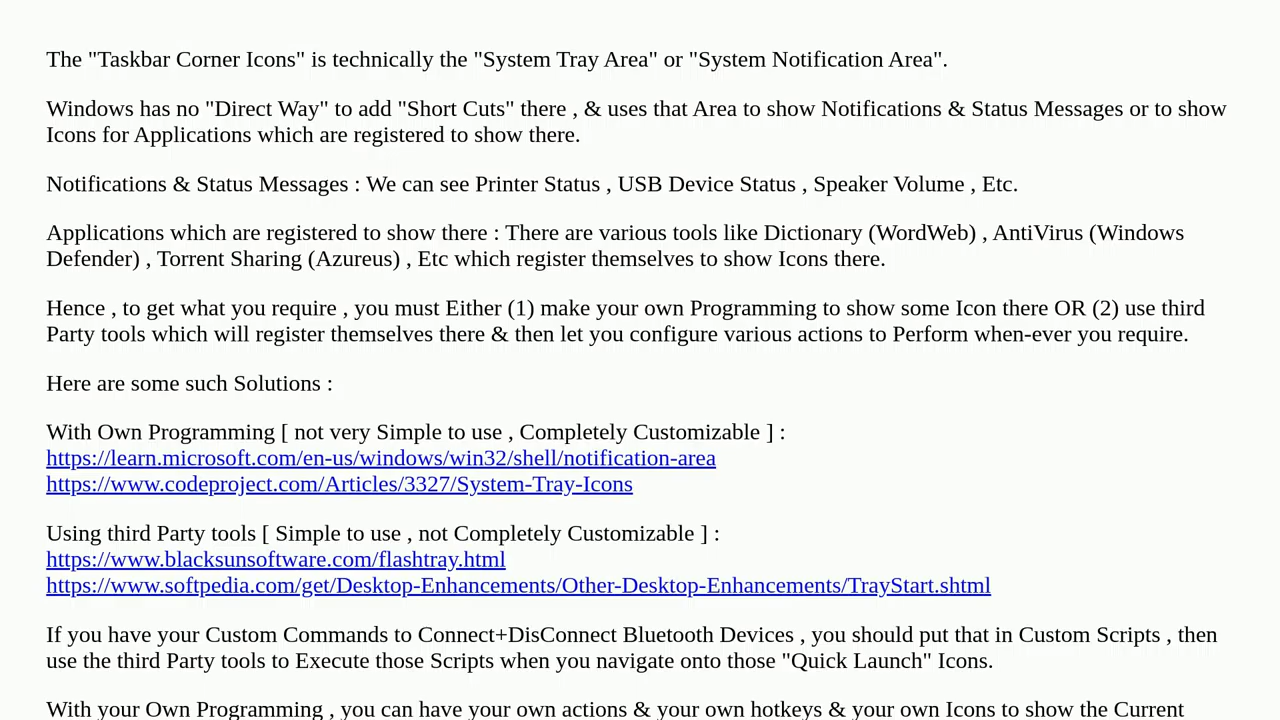 The "Taskbar Corner Icons" is technically the "System Tray Area" or "System Notification Area".
Windows has no "Direct Way" to add "Short Cuts" there , & uses that Area to show Notifications & Status Messages or to show
Icons for Applications which are registered to show there.
Notifications & Status Messages : We can see Printer Status , USB Device Status , Speaker Volume , Etc.
Applications which are registered to show there : There are various tools like Dictionary (WordWeb) , AntiVirus (Windows
Defender) , Torrent Sharing (Azureus) , Etc which register themselves to show Icons there.
Hence , to get what you require , you must Either (1) make your own Programming to show some Icon there OR (2) use third
Party tools which will register themselves there & then let you configure various actions to Perform when-ever you require.
Here are some such Solutions :
With Own Programming [ not very Simple to use , Completely Customizable ] :
https://learn.microsoft.com/en-us/windows/win32/shell/notification-area
https://www.codeproject.com/Articles/3327/System-Tray-Icons
Using third Party tools [ Simple to use , not Completely Customizable ] :
https://www.blacksunsoftware.com/flashtray.html
https://www.softpedia.com/get/Desktop-Enhancements/Other-Desktop-Enhancements/TrayStart.shtml
If you have your Custom Commands to Connect+DisConnect Bluetooth Devices , you should put that in Custom Scripts , then
use the third Party tools to Execute those Scripts when you navigate onto those "Quick Launch" Icons.
With your Own Programming , you can have your own actions & your own hotkeys & your own Icons to show the Current